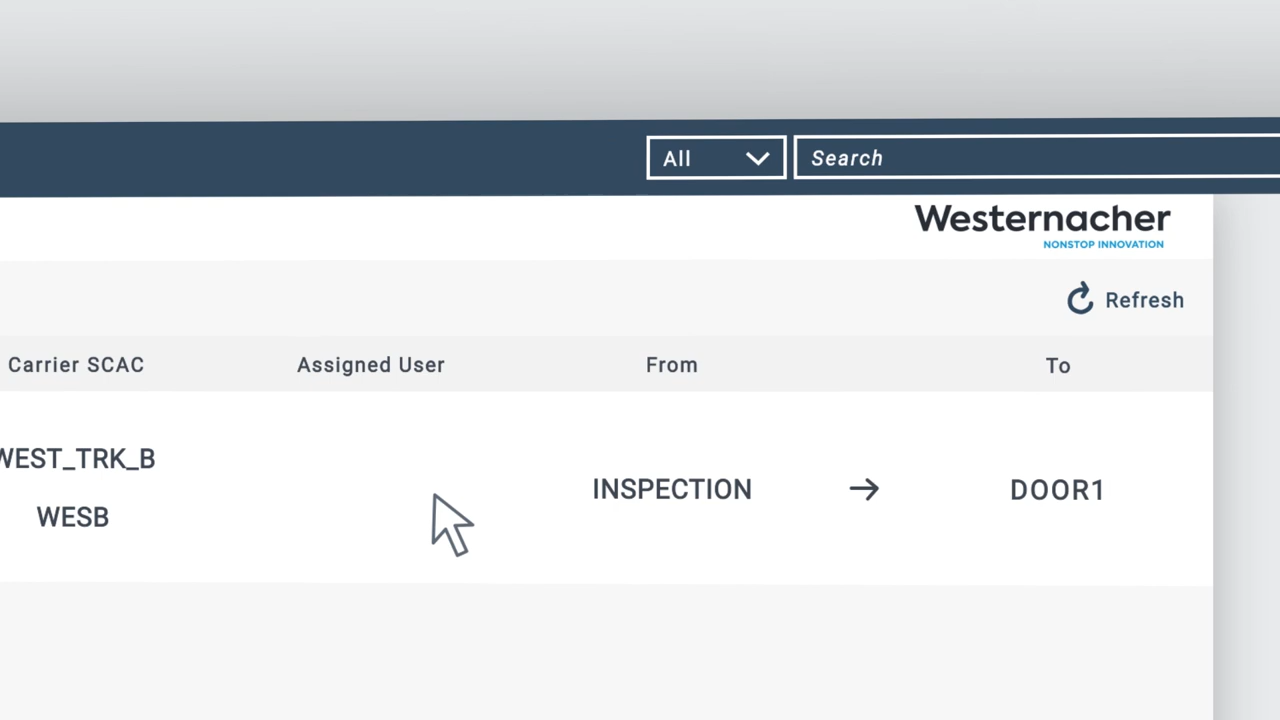 All
Search
Westernacher
NONSTOP INNOVATION
Refresh
Carrier SCAC
Assigned User
From
To
WEST_TRK_B
WESB
INSPECTION
→
DOOR1